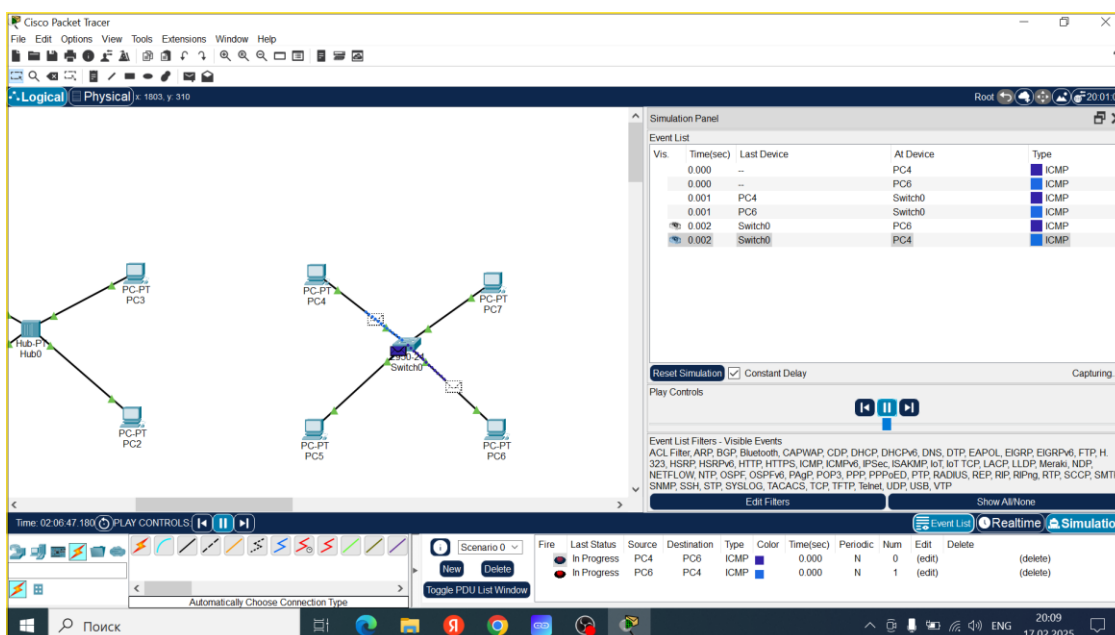 Cisco Packet Tracer
File Edit Options View Tools Extensions Window Help
Logical Physical x: 1803, y: 310 Root
Simulation Panel
Event List
Vis. Time(sec) Last Device At Device Type
0.000 -- PC4 ICMP
0.000 -- PC6 ICMP
0.001 PC4 Switch0 ICMP
0.001 PC6 Switch0 ICMP
0.002 Switch0 PC6 ICMP
0.002 Switch0 PC4 ICMP
PC-PT
PC3
PC-PT
PC4
PC-PT
PC7
Hub-PT
Hub0
2950-24
Switch0
PC-PT
PC2
PC-PT
PC5
PC-PT
PC6
Reset Simulation Constant Delay Capturing..
Play Controls
Event List Filters - Visible Events
ACL Filter, ARP, BGP, Bluetooth, CAPWAP, CDP, DHCP, DHCPv6, DNS, DTP, EAPOL, EIGRP, EIGRPv6, FTP, H.
323, HSRP, HSRPv6, HTTP, HTTPS, ICMP, ICMPv6, IPSec, ISAKMP, IoT, IoT TCP, LACP, LLDP, Meraki, NDP,
NETFLOW, NTP, OSPF, OSPFv6, PAgP, POP3, PPP, PPPoED, PTP, RADIUS, REP, RIP, RIPng, RTP, SCCP, SMT
SNMP, SSH, STP, SYSLOG, TACACS, TCP, TFTP, Telnet, UDP, USB, VTP
Edit Filters Show All/None
Time: 02:06:47.180 PLAY CONTROLS: Event List Realtime Simulatio
Scenario 0
New Delete
Toggle PDU List Window
Fire Last Status Source Destination Type Color Time(sec) Periodic Num Edit Delete
In Progress PC4 PC6 ICMP 0.000 N 0 (edit) (delete)
In Progress PC6 PC4 ICMP 0.000 N 1 (edit) (delete)
Automatically Choose Connection Type
Поиск
ENG
20:09
17.02.2025